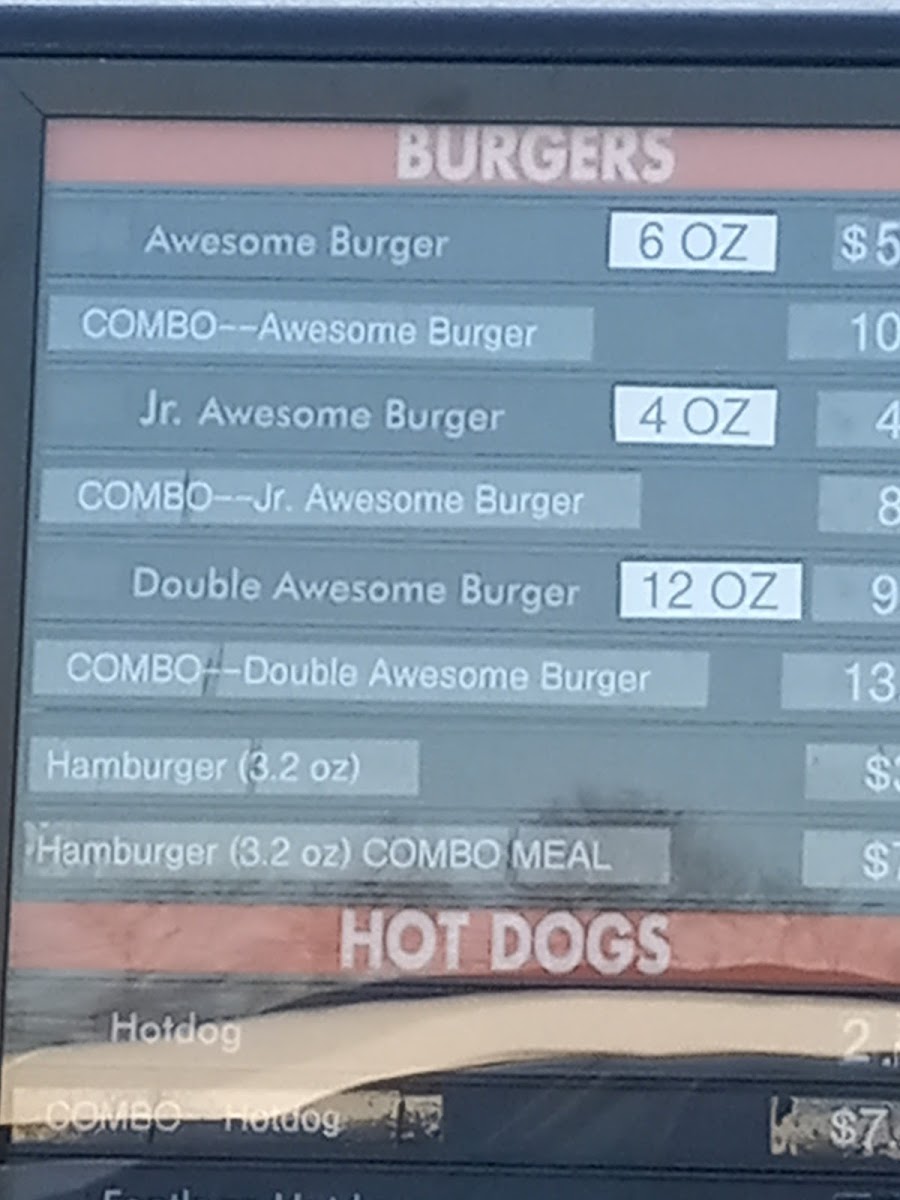 BURGERS
Awesome Burger 6 OZ $5
COMBO--Awesome Burger 10
Jr. Awesome Burger 4 OZ 4
COMBO--Jr. Awesome Burger 8
Double Awesome Burger 12 OZ 9
COMBO--Double Awesome Burger 13
Hamburger (3.2 oz) $3
Hamburger (3.2 oz) COMBO MEAL $7
HOT DOGS
Hotdog 2.
COMBO--Hotdog $7.